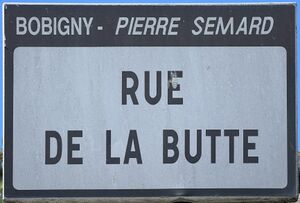 BOBIGNY - PIERRE SEMARD
RUE
DE LA BUTTE